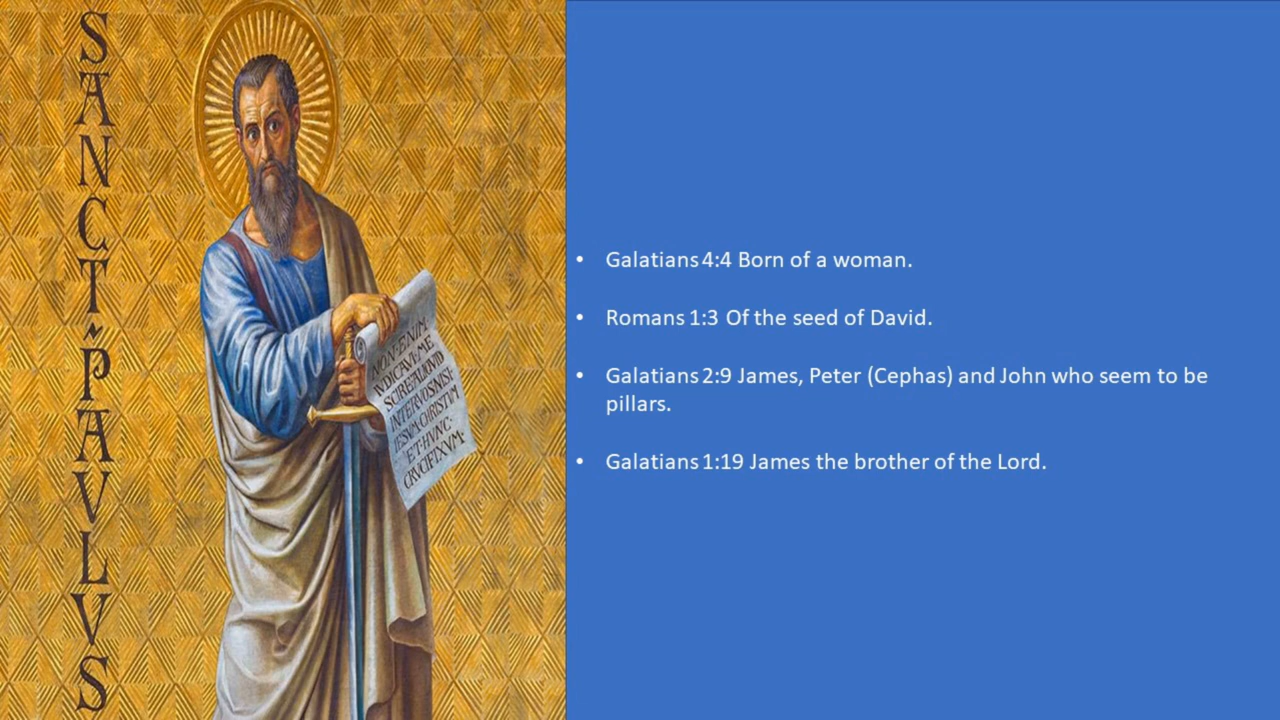 SANCT~PAVLVS
NON·ENIM
IVDICAVI·ME
SCIRE·ALIQVID
INTER·VOS·NISI·
IESVM·CHRISTVM
ET·HVNC·
CRVCIFIXVM·
• Galatians 4:4 Born of a woman.
• Romans 1:3 Of the seed of David.
• Galatians 2:9 James, Peter (Cephas) and John who seem to be
pillars.
• Galatians 1:19 James the brother of the Lord.